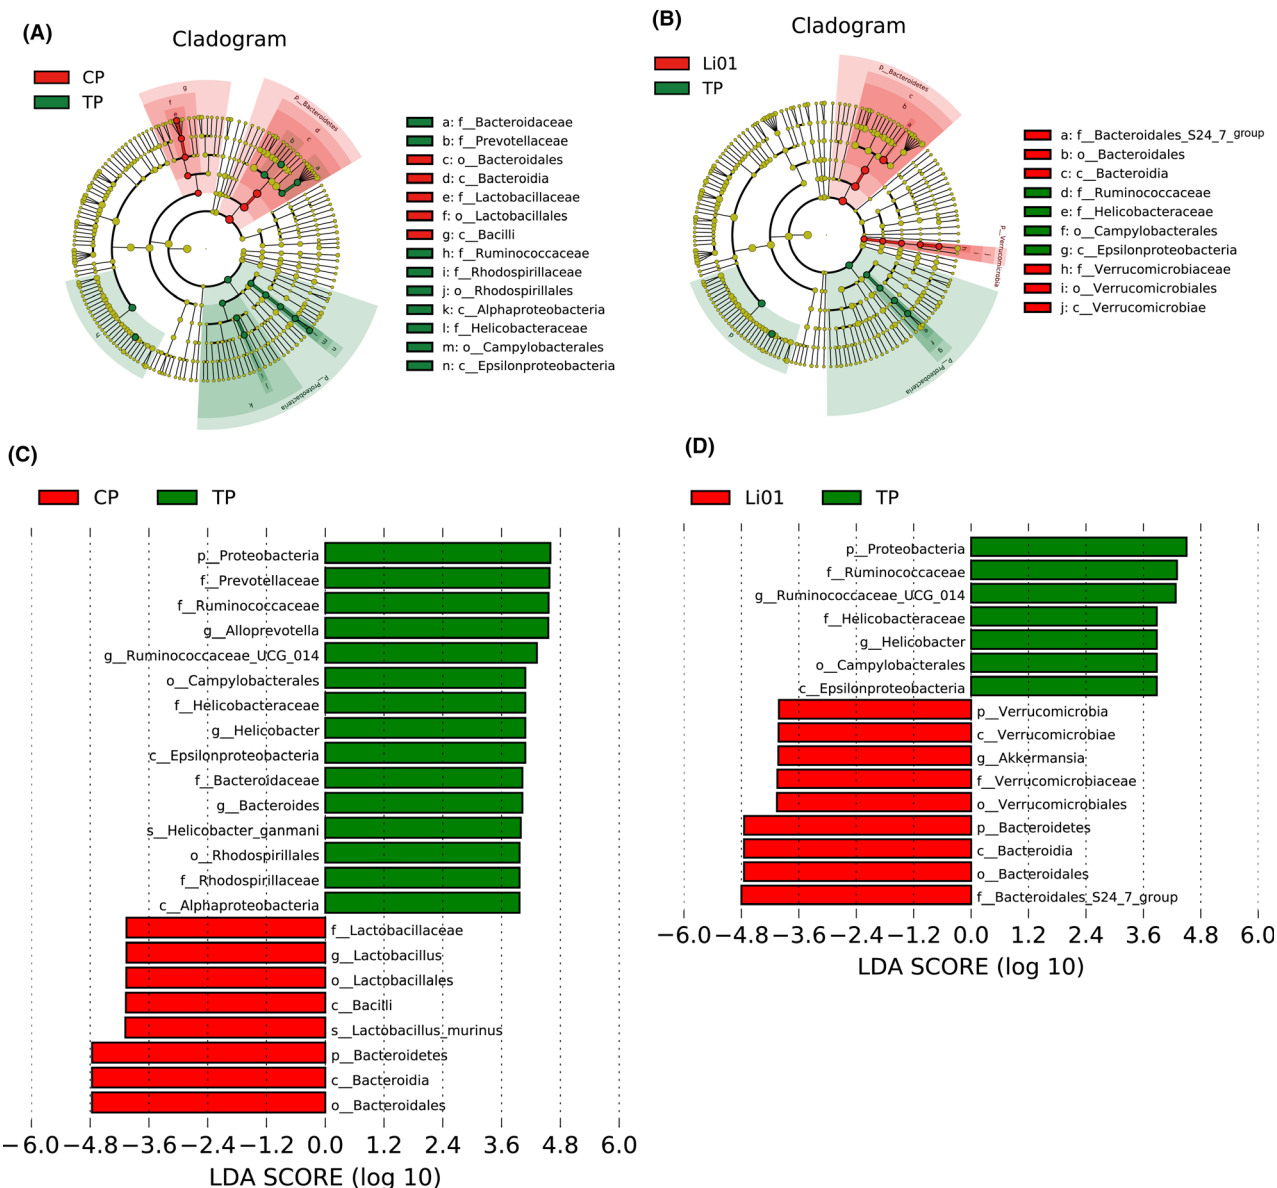 (A)
Cladogram
CP
TP
g
f
e
p__Bacteroidetes
d
c
b
a
h
n
m
l
i
j
k
p__Proteobacteria
a: f__Bacteroidaceae
b: f__Prevotellaceae
c: o__Bacteroidales
d: c__Bacteroidia
e: f__Lactobacillaceae
f: o__Lactobacillales
g: c__Bacilli
h: f__Ruminococcaceae
i: f__Rhodospirillaceae
j: o__Rhodospirillales
k: c__Alphaproteobacteria
l: f__Helicobacteraceae
m: o__Campylobacterales
n: c__Epsilonproteobacteria
(B)
Cladogram
Li01
TP
p__Bacteroidetes
c
b
a
p__Verrucomicrobia
h
i
j
d
e
f
g
p__Proteobacteria
a: f__Bacteroidales_S24_7_group
b: o__Bacteroidales
c: c__Bacteroidia
d: f__Ruminococcaceae
e: f__Helicobacteraceae
f: o__Campylobacterales
g: c__Epsilonproteobacteria
h: f__Verrucomicrobiaceae
i: o__Verrucomicrobiales
j: c__Verrucomicrobiae
(C)
CP
TP
p__Proteobacteria
f__Prevotellaceae
f__Ruminococcaceae
g__Alloprevotella
g__Ruminococcaceae_UCG_014
o__Campylobacterales
f__Helicobacteraceae
g__Helicobacter
c__Epsilonproteobacteria
f__Bacteroidaceae
g__Bacteroides
s__Helicobacter_ganmani
o__Rhodospirillales
f__Rhodospirillaceae
c__Alphaproteobacteria
f__Lactobacillaceae
g__Lactobacillus
o__Lactobacillales
c__Bacilli
s__Lactobacillus_murinus
p__Bacteroidetes
c__Bacteroidia
o__Bacteroidales
−6.0 −4.8 −3.6 −2.4 −1.2 0.0 1.2 2.4 3.6 4.8 6.0
LDA SCORE (log 10)
(D)
Li01
TP
p__Proteobacteria
f__Ruminococcaceae
g__Ruminococcaceae_UCG_014
f__Helicobacteraceae
g__Helicobacter
o__Campylobacterales
c__Epsilonproteobacteria
p__Verrucomicrobia
c__Verrucomicrobiae
g__Akkermansia
f__Verrucomicrobiaceae
o__Verrucomicrobiales
p__Bacteroidetes
c__Bacteroidia
o__Bacteroidales
f__Bacteroidales_S24_7_group
−6.0 −4.8 −3.6 −2.4 −1.2 0.0 1.2 2.4 3.6 4.8 6.0
LDA SCORE (log 10)